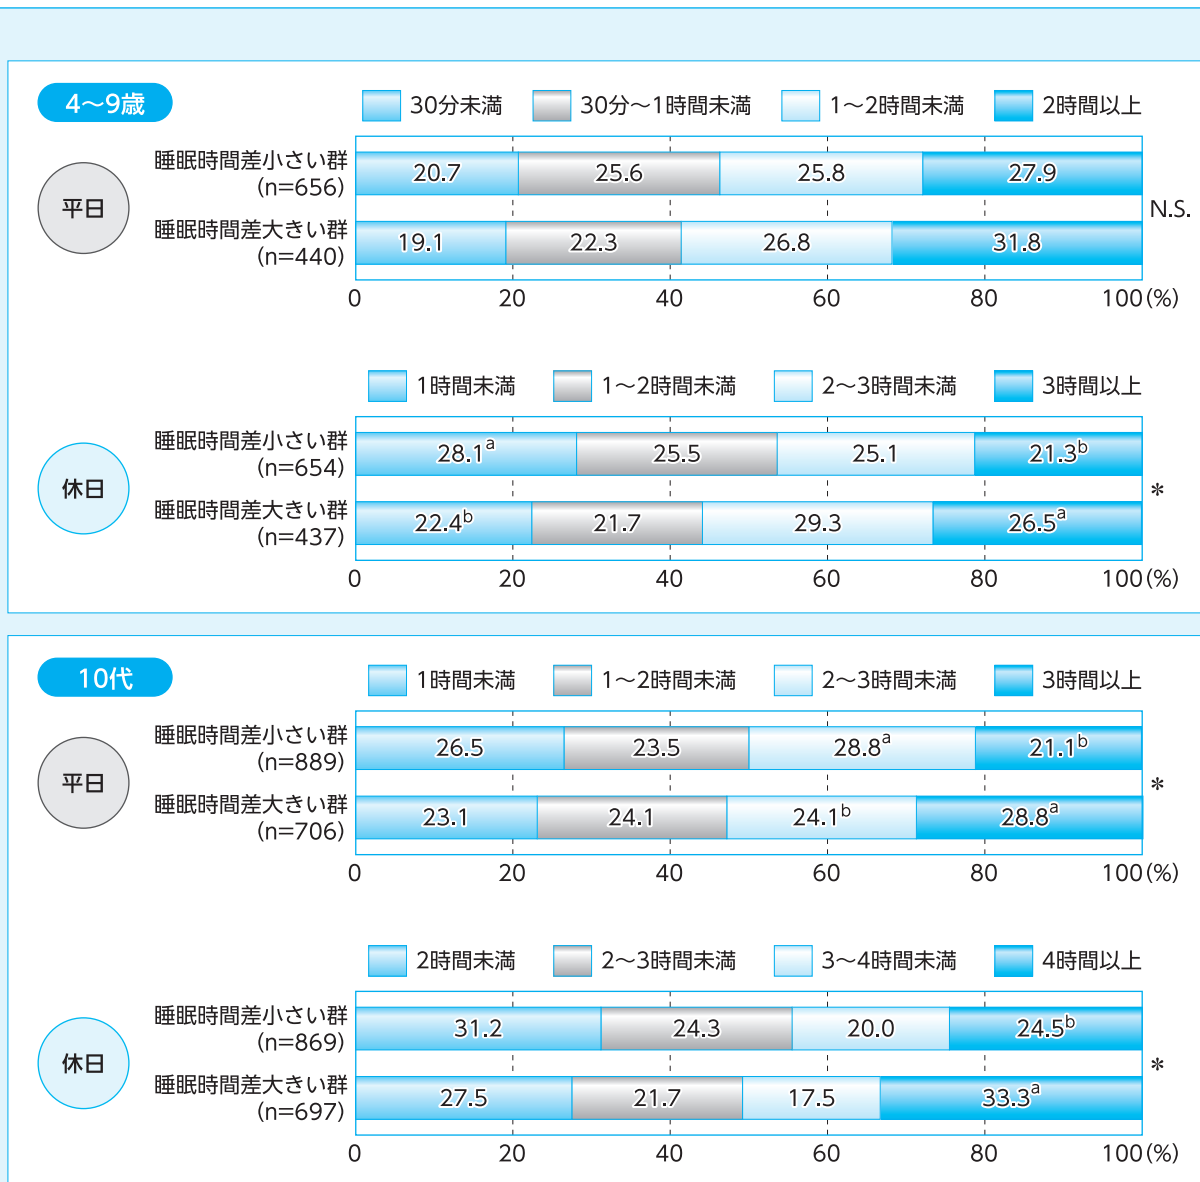 4〜9歳
30分未満 30分〜1時間未満 1〜2時間未満 2時間以上
平日
睡眠時間差小さい群
(n=656)
20.7 25.6 25.8 27.9
睡眠時間差大きい群
(n=440)
19.1 22.3 26.8 31.8
N.S.
0 20 40 60 80 100(%)
1時間未満 1〜2時間未満 2〜3時間未満 3時間以上
休日
睡眠時間差小さい群
(n=654)
28.1a 25.5 25.1 21.3b
睡眠時間差大きい群
(n=437)
22.4b 21.7 29.3 26.5a
*
0 20 40 60 80 100(%)
10代
1時間未満 1〜2時間未満 2〜3時間未満 3時間以上
平日
睡眠時間差小さい群
(n=889)
26.5 23.5 28.8a 21.1b
睡眠時間差大きい群
(n=706)
23.1 24.1 24.1b 28.8a
*
0 20 40 60 80 100(%)
2時間未満 2〜3時間未満 3〜4時間未満 4時間以上
休日
睡眠時間差小さい群
(n=869)
31.2 24.3 20.0 24.5b
睡眠時間差大きい群
(n=697)
27.5 21.7 17.5 33.3a
*
0 20 40 60 80 100(%)